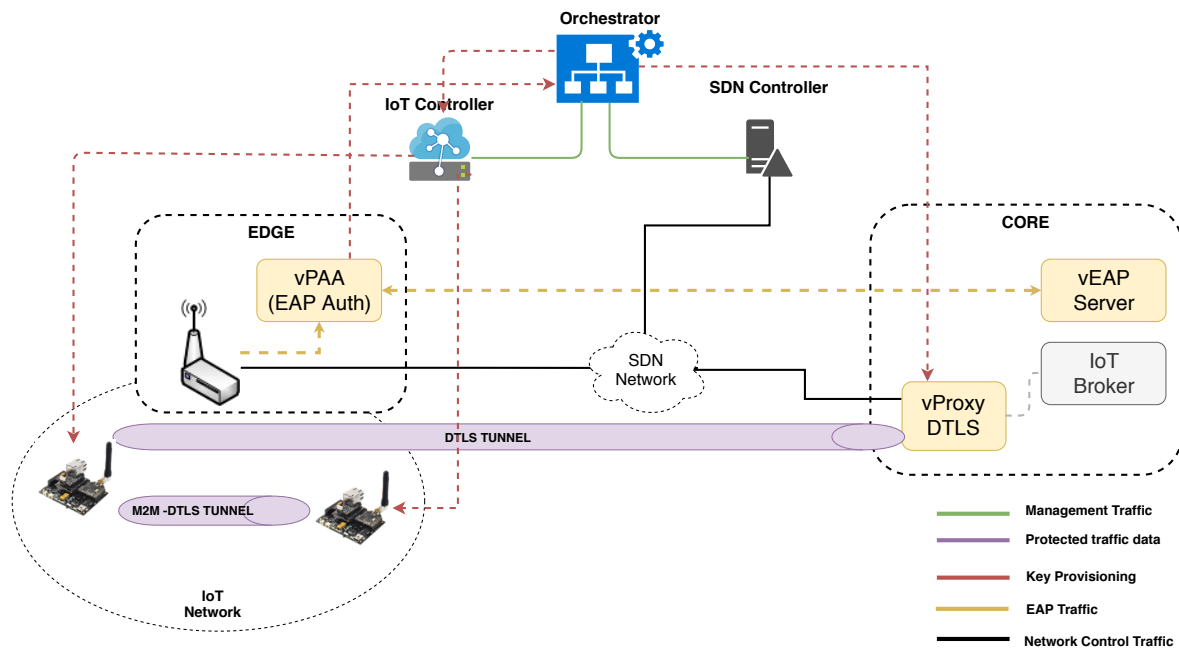 Orchestrator
SDN Controller
IoT Controller
EDGE
CORE
vPAA
(EAP Auth)
vEAP
Server
SDN
Network
IoT
Broker
vProxy
DTLS
DTLS TUNNEL
M2M -DTLS TUNNEL
IoT
Network
Management Traffic
Protected traffic data
Key Provisioning
EAP Traffic
Network Control Traffic